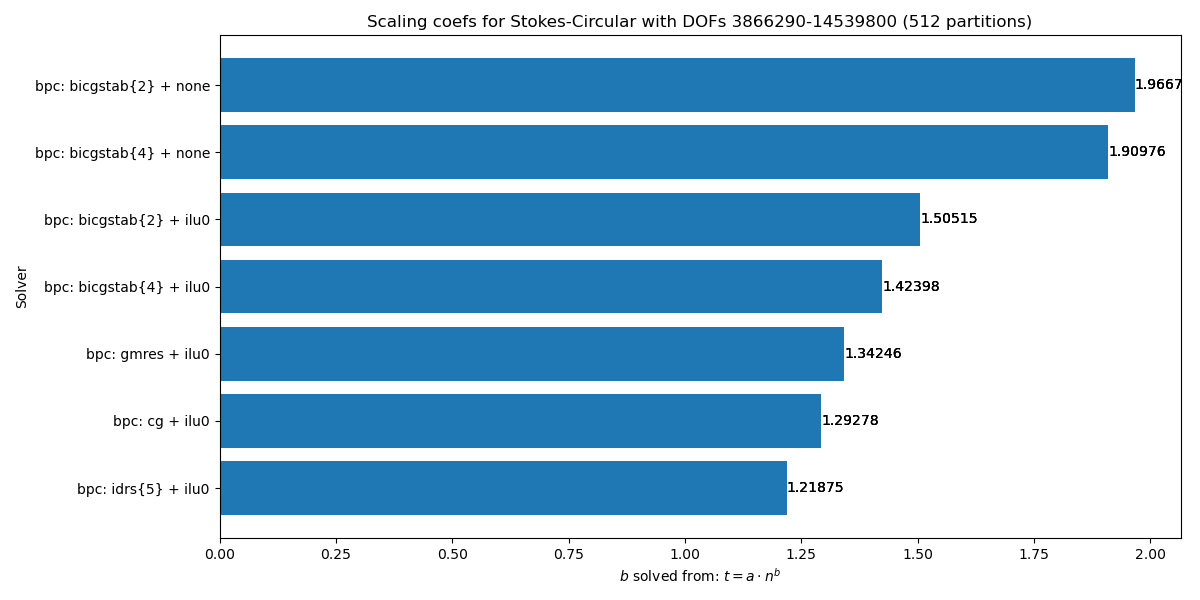 Scaling coefs for Stokes-Circular with DOFs 3866290-14539800 (512 partitions)
bpc: bicgstab{2} + none
1.9667
bpc: bicgstab{4} + none
1.90976
bpc: bicgstab{2} + ilu0
1.50515
Solver
bpc: bicgstab{4} + ilu0
1.42398
bpc: gmres + ilu0
1.34246
bpc: cg + ilu0
1.29278
bpc: idrs{5} + ilu0
1.21875
0.00 0.25 0.50 0.75 1.00 1.25 1.50 1.75 2.00
b solved from: t = a · n^b